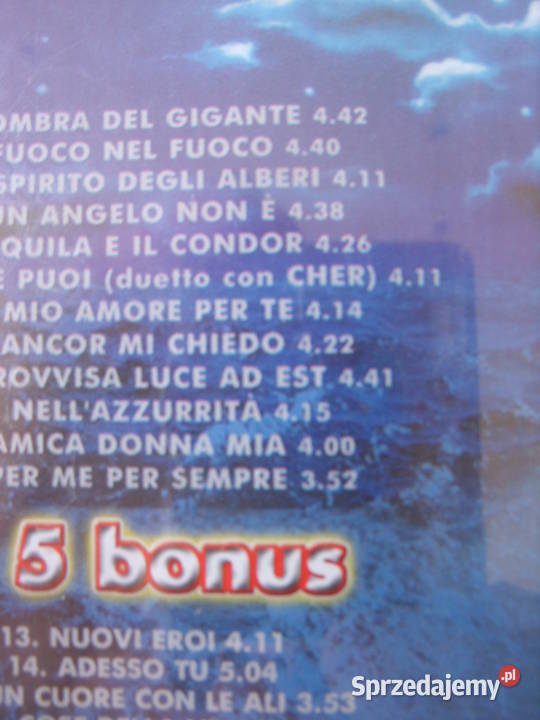 OMBRA DEL GIGANTE 4.42
FUOCO NEL FUOCO 4.40
SPIRITO DEGLI ALBERI 4.11
UN ANGELO NON È 4.38
QUILA E IL CONDOR 4.26
E PUOI (duetto con CHER) 4.11
MIO AMORE PER TE 4.14
ANCOR MI CHIEDO 4.22
ROVVISA LUCE AD EST 4.41
NELL'AZZURRITÀ 4.15
AMICA DONNA MIA 4.00
PER ME PER SEMPRE 3.52
5 bonus
13. NUOVI EROI 4.11
14. ADESSO TU 5.04
UN CUORE CON LE ALI 3.53
Sprzedajemy.pl